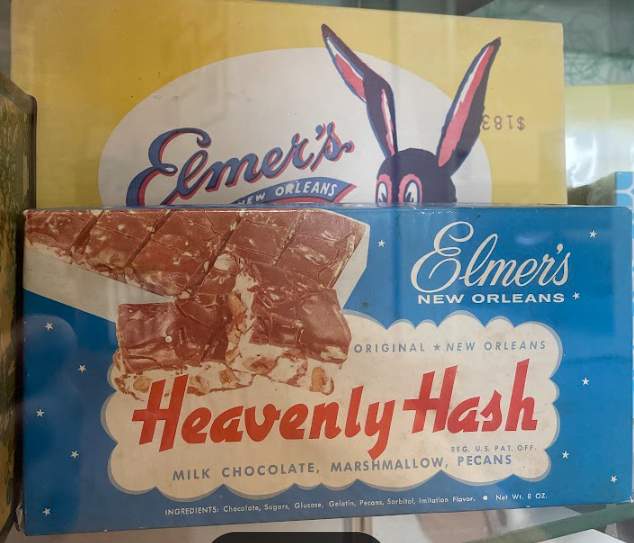 Elmer's
NEW ORLEANS
$183
Elmer's
NEW ORLEANS
ORIGINAL ★ NEW ORLEANS
Heavenly Hash
REG. U.S. PAT. OFF.
MILK CHOCOLATE, MARSHMALLOW, PECANS
INGREDIENTS: Chocolate, Sugars, Glucose, Gelatin, Pecans, Sorbitol, Imitation Flavor. • Net Wt. 8 OZ.